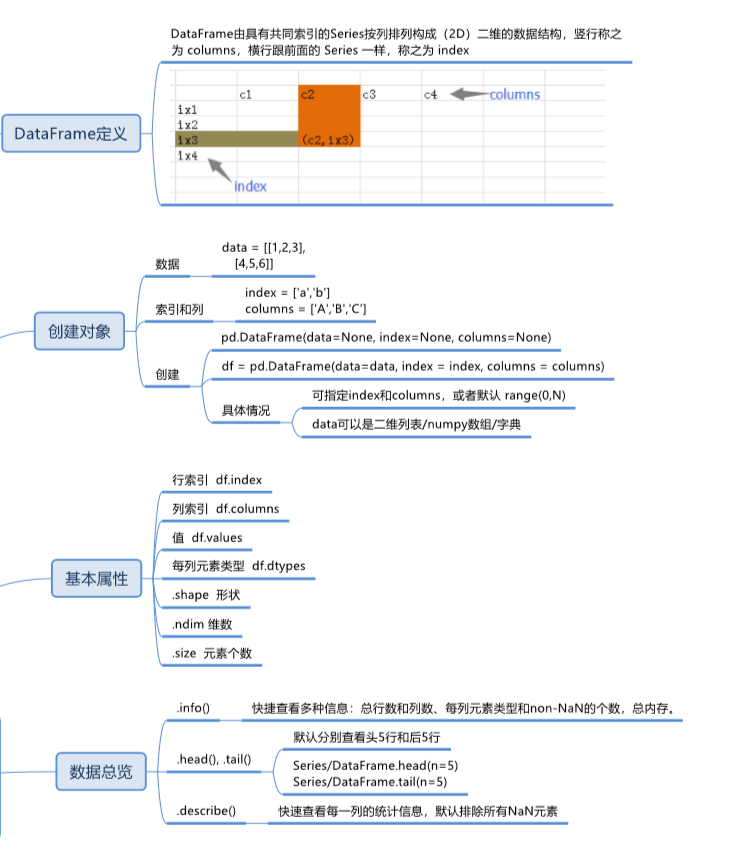 DataFrame由具有共同索引的Series按列排列构成（2D）二维的数据结构，竖行称之
为 columns，横行跟前面的 Series 一样，称之为 index
DataFrame定义
c1 c2 c3 c4 columns
ix1
ix2
ix3 (c2,ix3)
ix4
index
创建对象
数据
data = [[1,2,3],
[4,5,6]]
索引和列
index = ['a','b']
columns = ['A','B','C']
创建
pd.DataFrame(data=None, index=None, columns=None)
df = pd.DataFrame(data=data, index = index, columns = columns)
具体情况
可指定index和columns，或者默认 range(0,N)
data可以是二维列表/numpy数组/字典
基本属性
行索引 df.index
列索引 df.columns
值 df.values
每列元素类型 df.dtypes
.shape 形状
.ndim 维数
.size 元素个数
数据总览
.info()
快捷查看多种信息：总行数和列数、每列元素类型和non-NaN的个数，总内存。
.head(), .tail()
默认分别查看头5行和后5行
Series/DataFrame.head(n=5)
Series/DataFrame.tail(n=5)
.describe()
快速查看每一列的统计信息，默认排除所有NaN元素